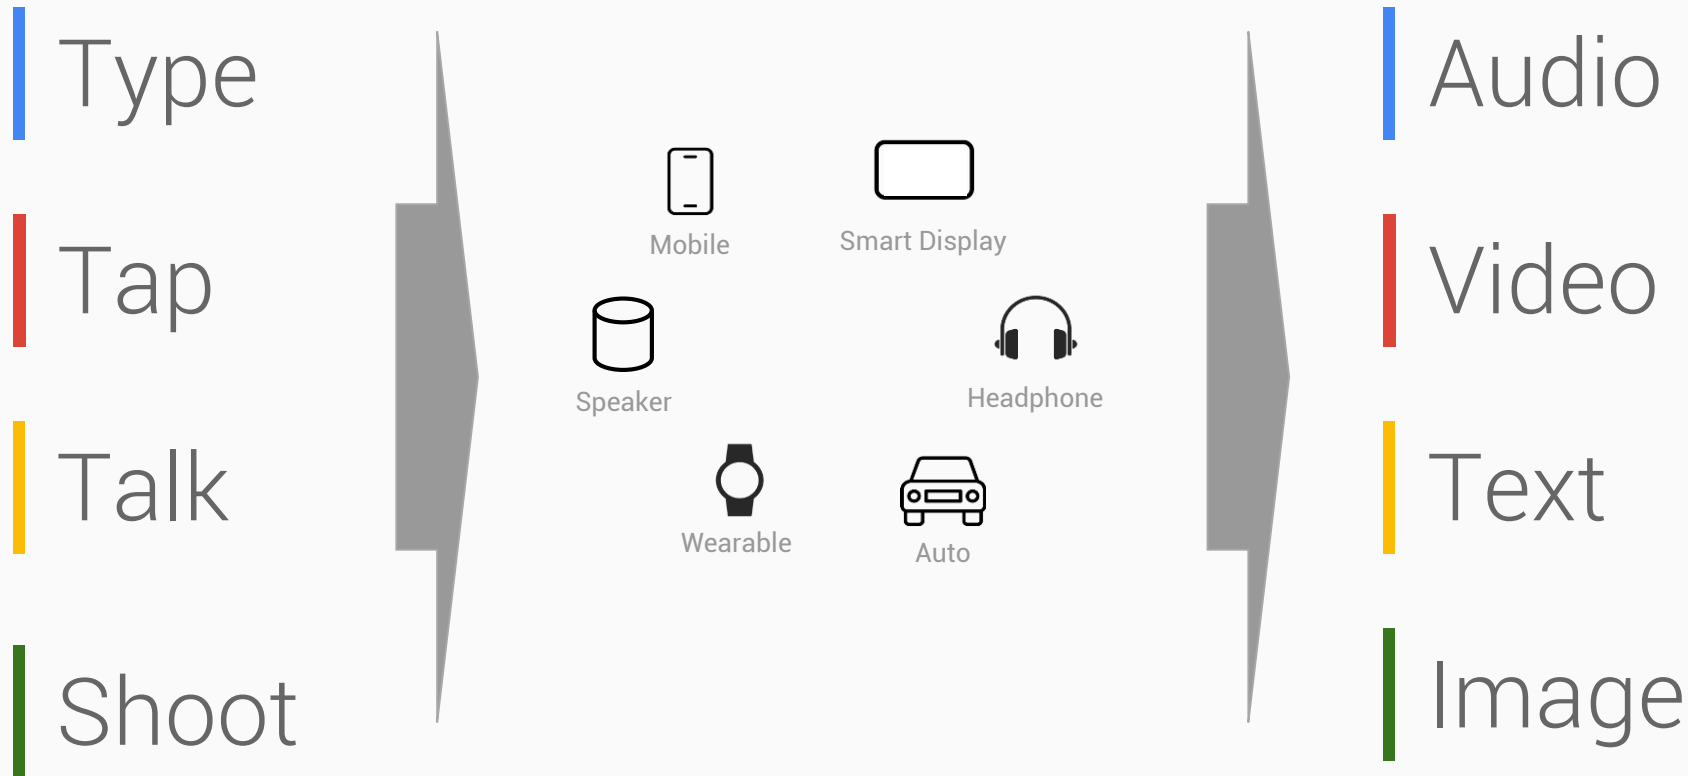 Type
Tap
Talk
Shoot
Mobile
Smart Display
Speaker
Headphone
Wearable
Auto
Audio
Video
Text
Image